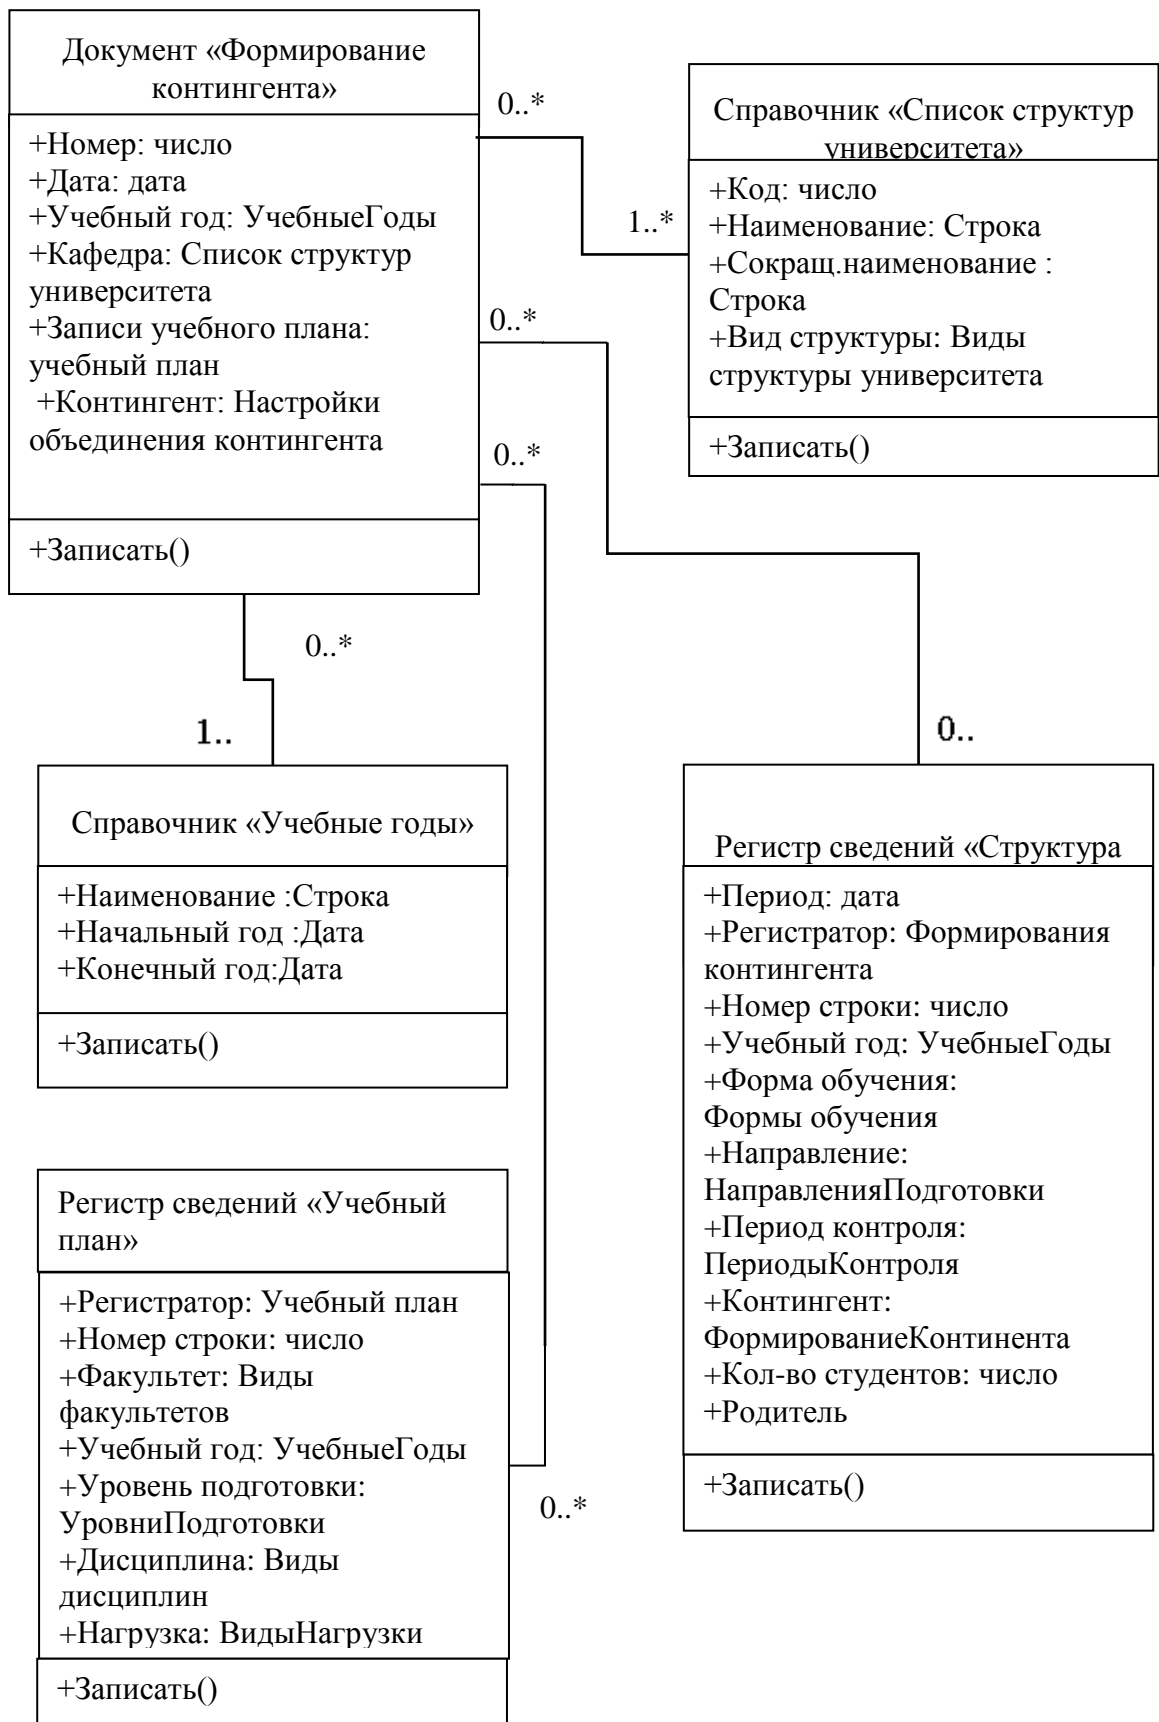 Документ «Формирование
контингента»
+Номер: число
+Дата: дата
+Учебный год: УчебныеГоды
+Кафедра: Список структур
университета
+Записи учебного плана:
учебный план
+Контингент: Настройки
объединения контингента
+Записать()
0..*
1..*
0..*
0..*
Справочник «Список структур
университета»
+Код: число
+Наименование: Строка
+Сокращ.наименование :
Строка
+Вид структуры: Виды
структуры университета
+Записать()
0..*
1..
0..
Справочник «Учебные годы»
+Наименование :Строка
+Начальный год :Дата
+Конечный год:Дата
+Записать()
Регистр сведений «Структура
+Период: дата
+Регистратор: Формирования
контингента
+Номер строки: число
+Учебный год: УчебныеГоды
+Форма обучения:
Формы обучения
+Направление:
НаправленияПодготовки
+Период контроля:
ПериодыКонтроля
+Контингент:
ФормированиеКонтинента
+Кол-во студентов: число
+Родитель
+Записать()
Регистр сведений «Учебный
план»
+Регистратор: Учебный план
+Номер строки: число
+Факультет: Виды
факультетов
+Учебный год: УчебныеГоды
+Уровень подготовки:
УровниПодготовки
+Дисциплина: Виды
дисциплин
+Нагрузка: ВидыНагрузки
+Записать()
0..*